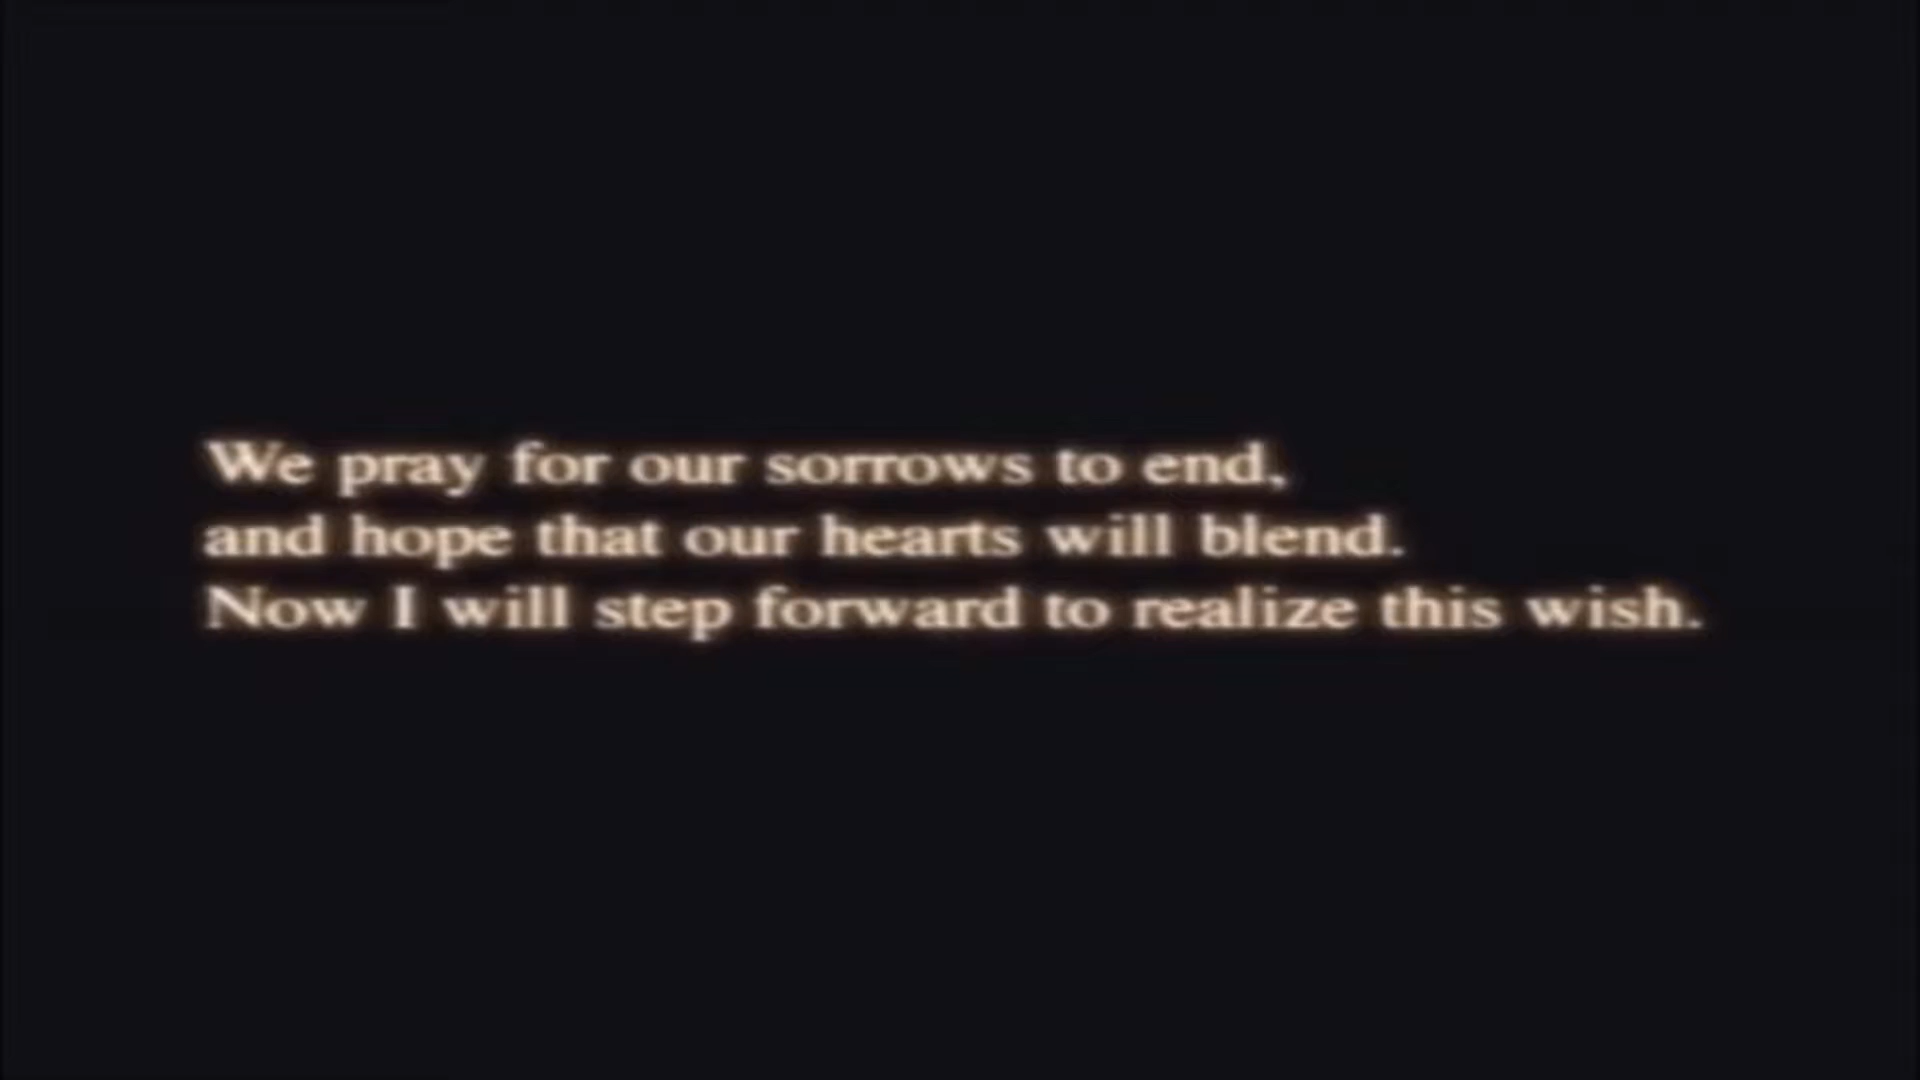 We pray for our sorrows to end,
and hope that our hearts will blend.
Now I will step forward to realize this wish.